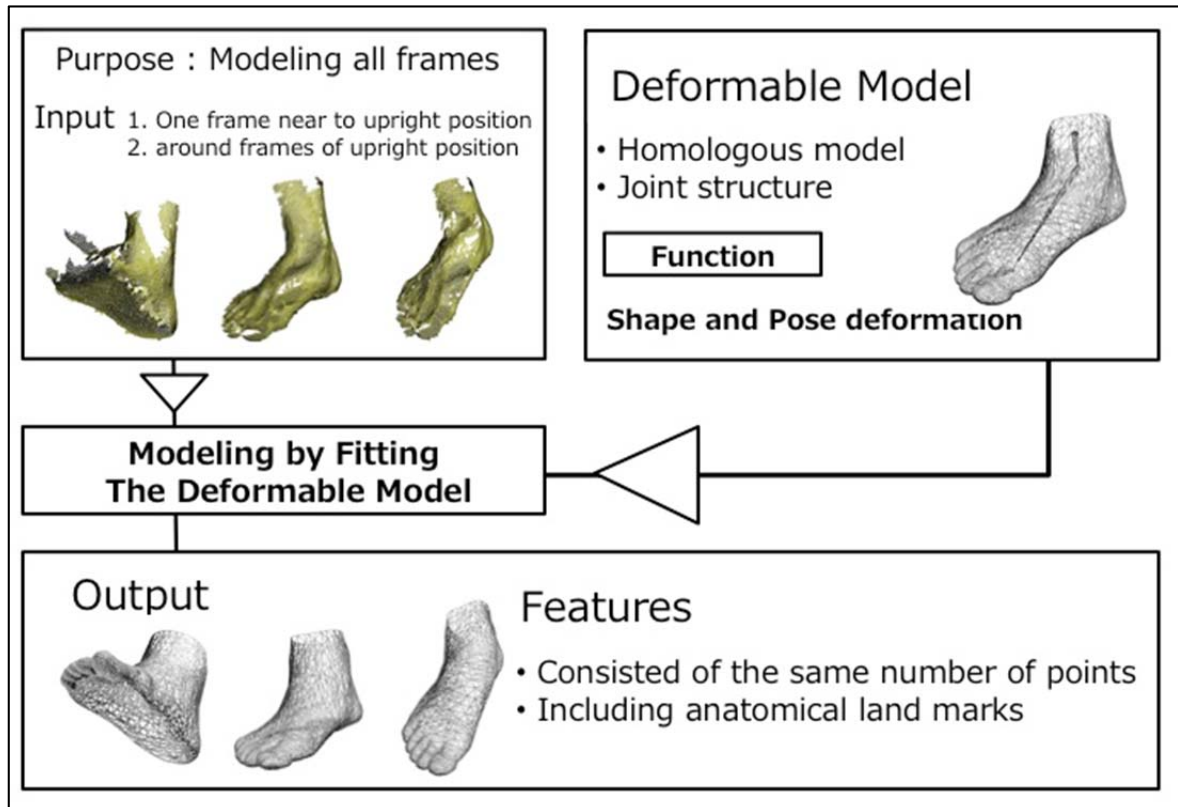 Purpose : Modeling all frames
Input 1. One frame near to upright position
2. around frames of upright position
Deformable Model
• Homologous model
• Joint structure
Function
Shape and Pose deformation
Modeling by Fitting
The Deformable Model
Output
Features
• Consisted of the same number of points
• Including anatomical land marks